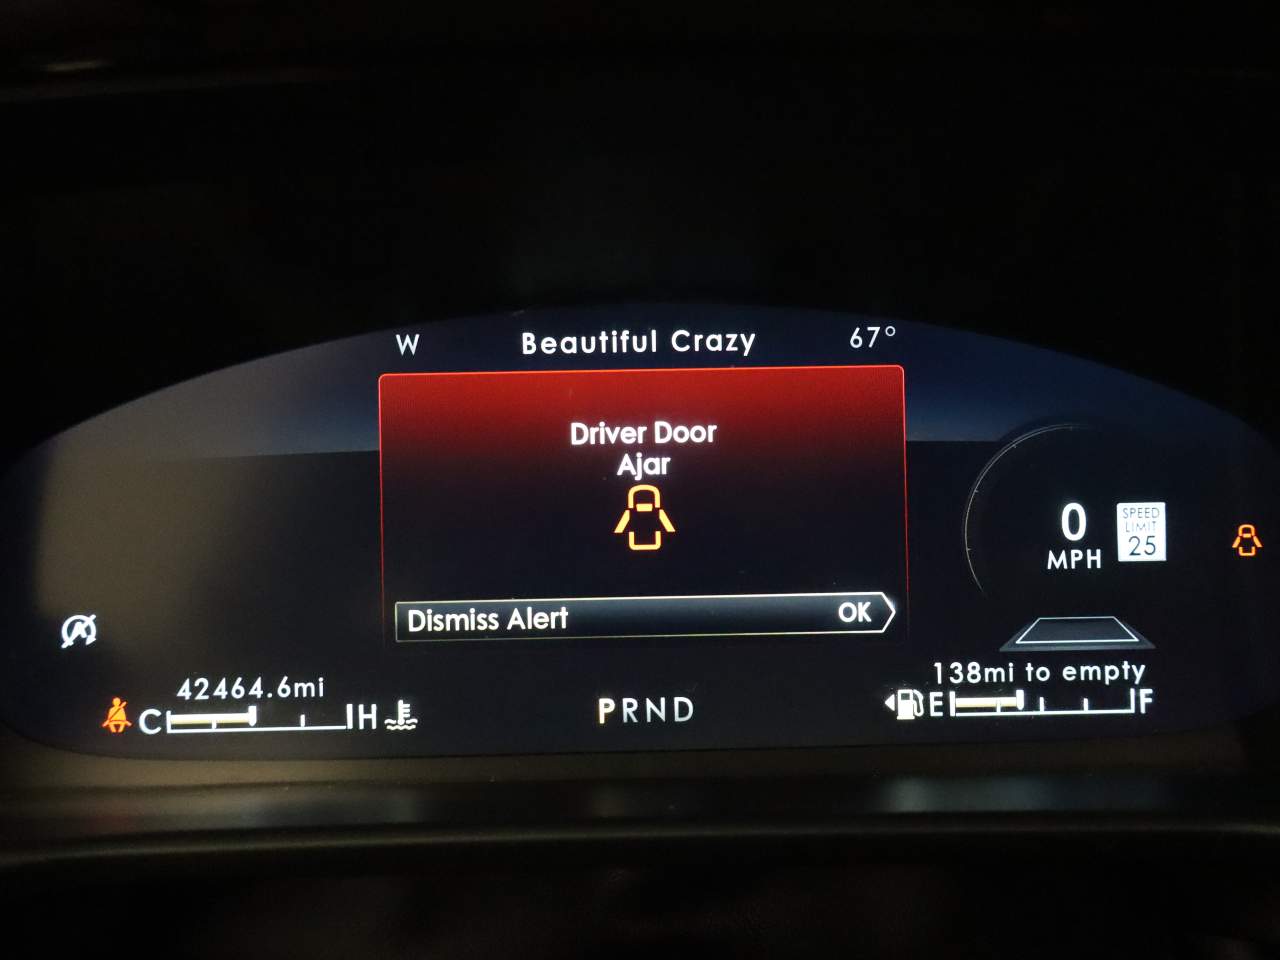 W Beautiful Crazy 67°
Driver Door
Ajar
0
MPH
SPEED
LIMIT
25
Dismiss Alert OK
42464.6mi
138mi to empty
C H
PRND
E F